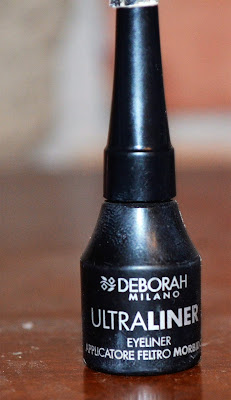 DEBORAH
MILANO
ULTRALINER
EYELINER
APPLICATORE FELTRO